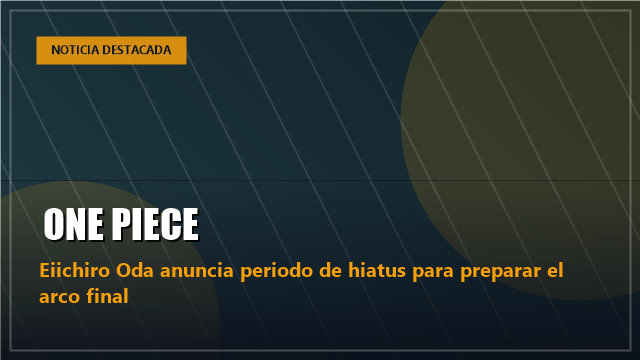 NOTICIA DESTACADA
ONE PIECE
Eiichiro Oda anuncia periodo de hiatus para preparar el
arco final